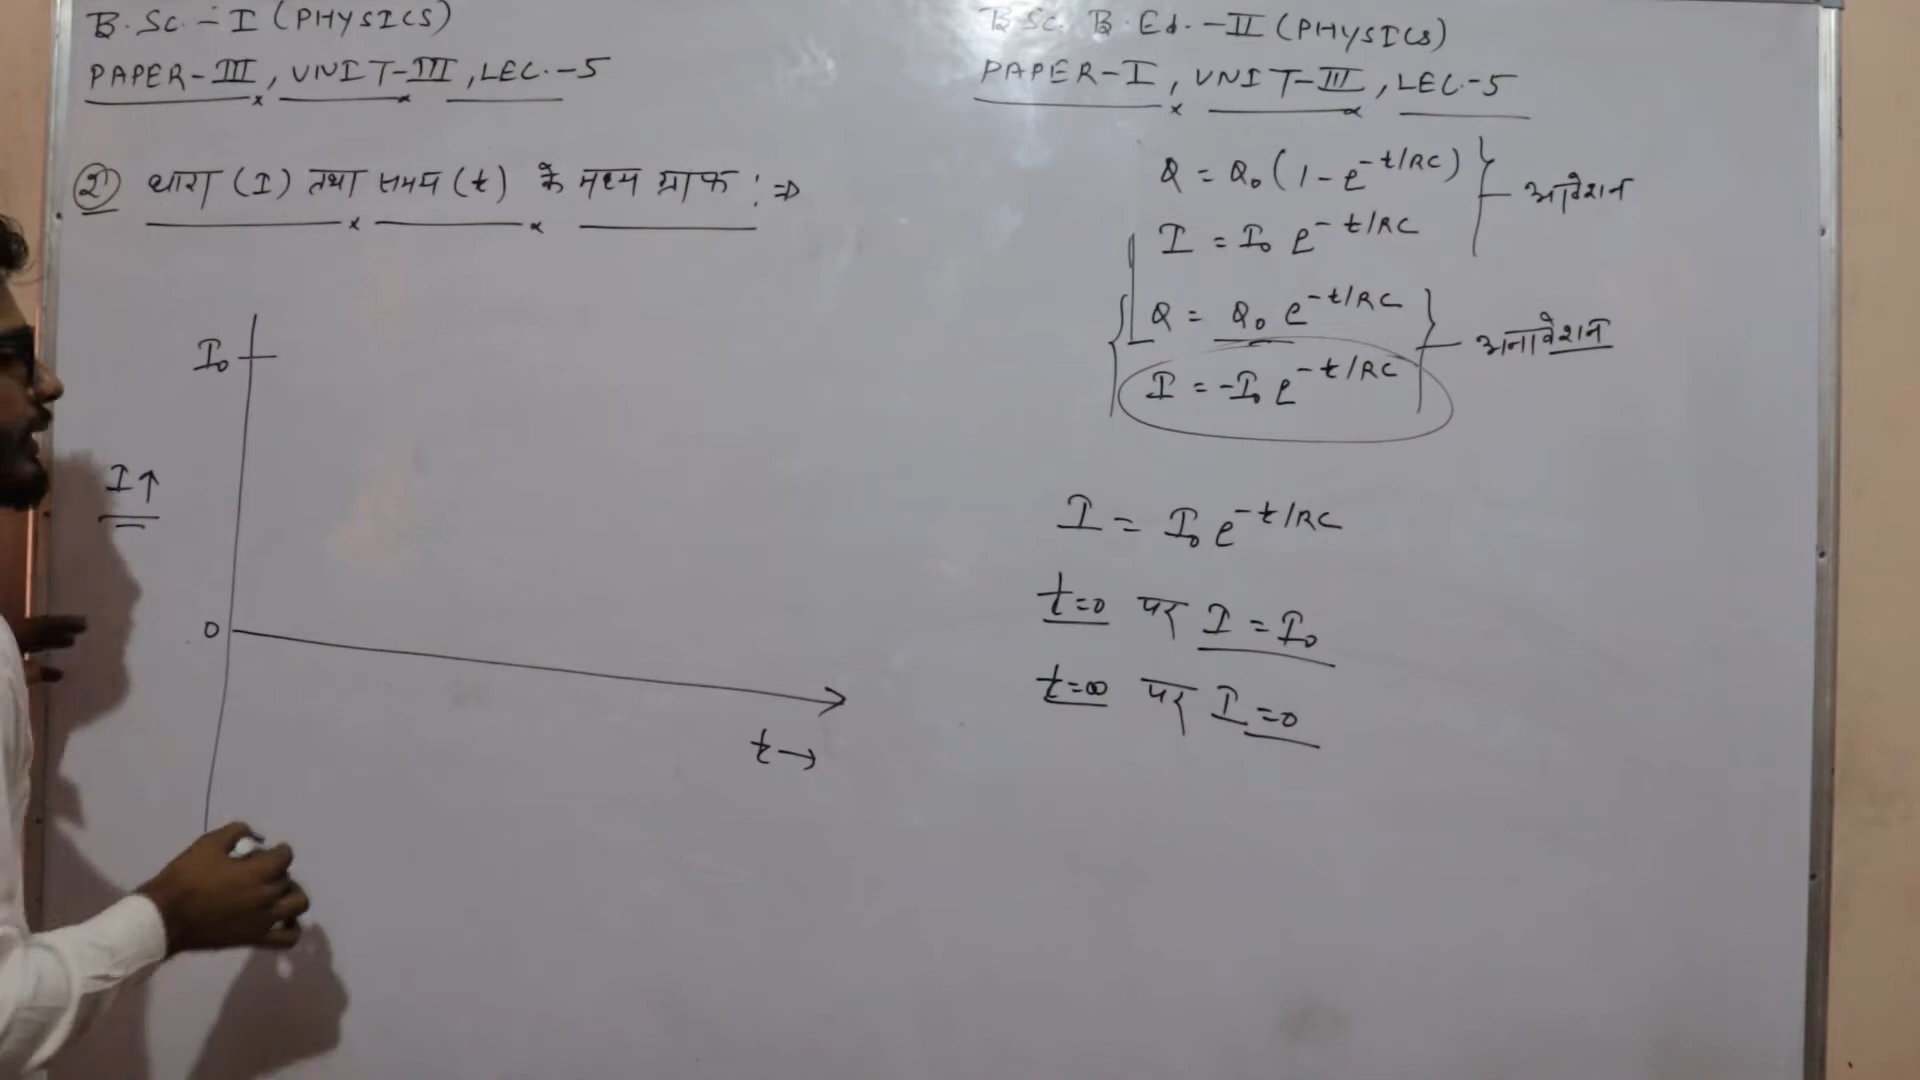 B.Sc.-I (PHYSICS)
PAPER-III, UNIT-III, LEC.-5
② धारा (I) तथा समय (t) के मध्य ग्राफ :⇒
I₀
I↑
0
t→
B.Sc. B.Ed.-II (PHYSICS)
PAPER-I, UNIT-III, LEC.-5
Q = Q₀ (1 - e^-t/RC)
I = I₀ e^-t/RC
आवेशन
Q = Q₀ e^-t/RC
I = -I₀ e^-t/RC
अनावेशन
I = I₀ e^-t/RC
t=0 पर I = I₀
t=∞ पर I = 0